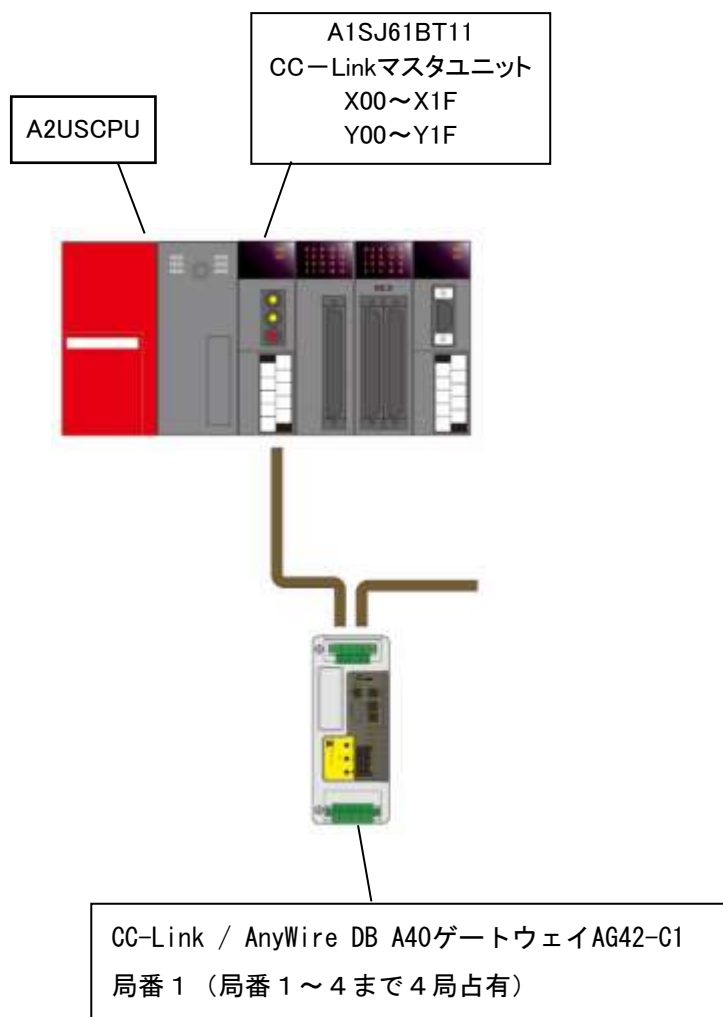 A1SJ61BT11
CC-Linkマスタユニット
X00～X1F
Y00～Y1F
A2USCPU
CC-Link / AnyWire DB A40ゲートウェイAG42-C1
局番１（局番１～４まで４局占有）